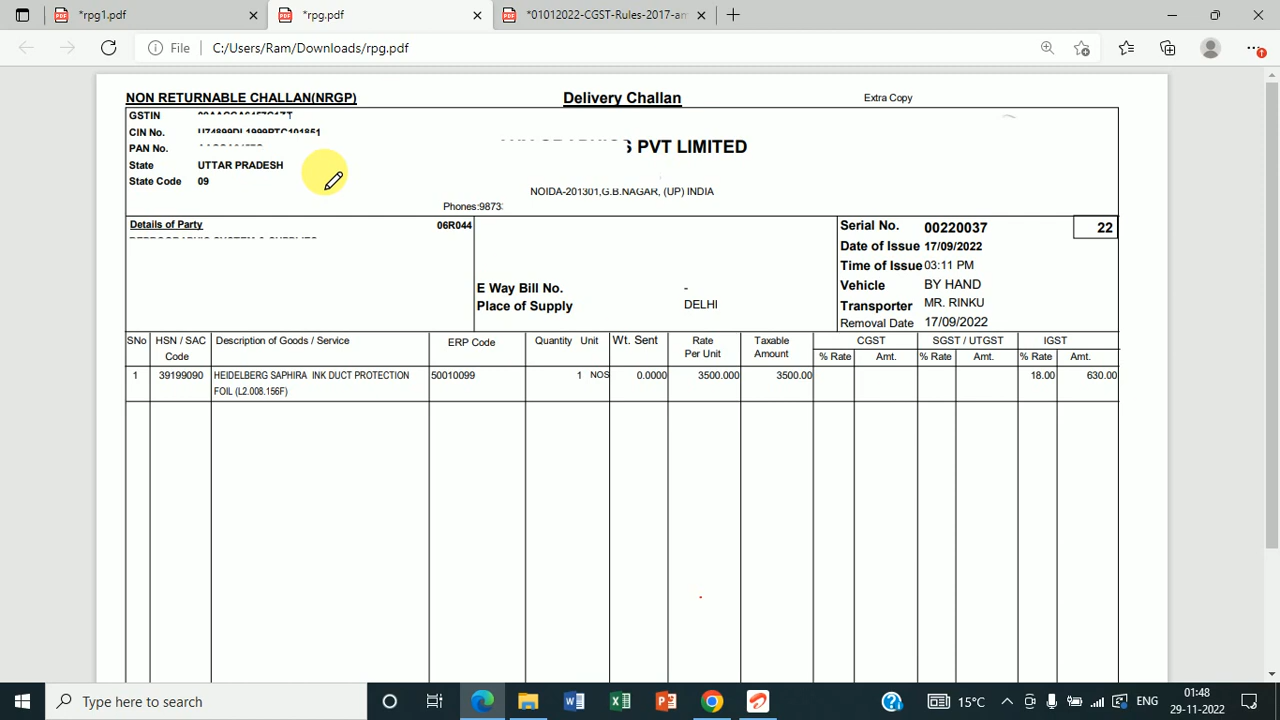 *rpg1.pdf
*rpg.pdf
*01012022-CGST-Rules-2017-an
File C:/Users/Ram/Downloads/rpg.pdf
NON RETURNABLE CHALLAN(NRGP) Delivery Challan Extra Copy
GSTIN
CIN No. U74899DL1999PTC101851
PAN No.
S PVT LIMITED
State UTTAR PRADESH
State Code 09
NOIDA-201301,G.B.NAGAR, (UP) INDIA
Phones:9873
Details of Party 06R044
Serial No. 00220037 22
Date of Issue 17/09/2022
Time of Issue 03:11 PM
E Way Bill No. -
Vehicle BY HAND
Place of Supply DELHI
Transporter MR. RINKU
Removal Date 17/09/2022
SNo HSN / SAC Code Description of Goods / Service ERP Code Quantity Unit Wt. Sent Rate Per Unit Taxable Amount CGST SGST / UTGST IGST
% Rate Amt. % Rate Amt. % Rate Amt.
1 39199090 HEIDELBERG SAPHIRA INK DUCT PROTECTION 50010099 1 NOS 0.0000 3500.000 3500.00 18.00 630.00
FOIL (L2.008.156F)
Type here to search
15°C
ENG
01:48
29-11-2022